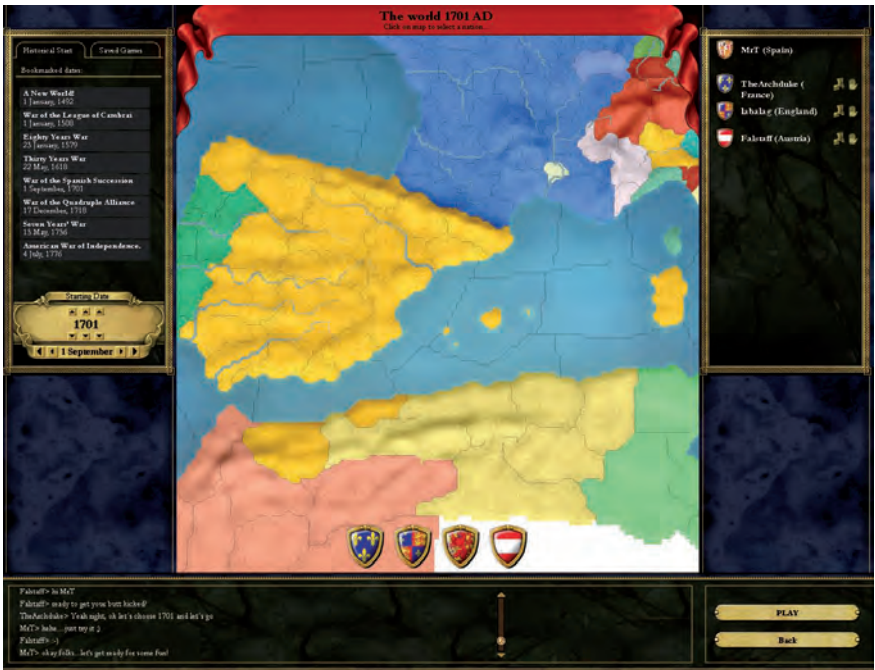 The world 1701 AD
Click on map to select a nation...
Historical Start
Saved Games
Bookmarked dates:
A New World!
1 January, 1492
War of the League of Cambrai
1 January, 1508
Eighty Years War
23 January, 1579
Thirty Years War
22 May, 1618
War of the Spanish Succession
1 September, 1701
War of the Quadruple Alliance
17 December, 1718
Seven Years' War
15 May, 1756
American War of Independence.
4 July, 1776
Starting Date
1701
1 September
MrT (Spain)
TheArchduke (
France)
labalag (England)
Falstaff (Austria)
Falstaff> hi MrT
Falstaff> ready to get your butt kicked?
TheArchduke> Yeah right, ok let's choose 1701 and let's go
MrT> hehe....just try it ;)
Falstaff> :-)
MrT> okay folks...let's get ready for some fun!
PLAY
Back